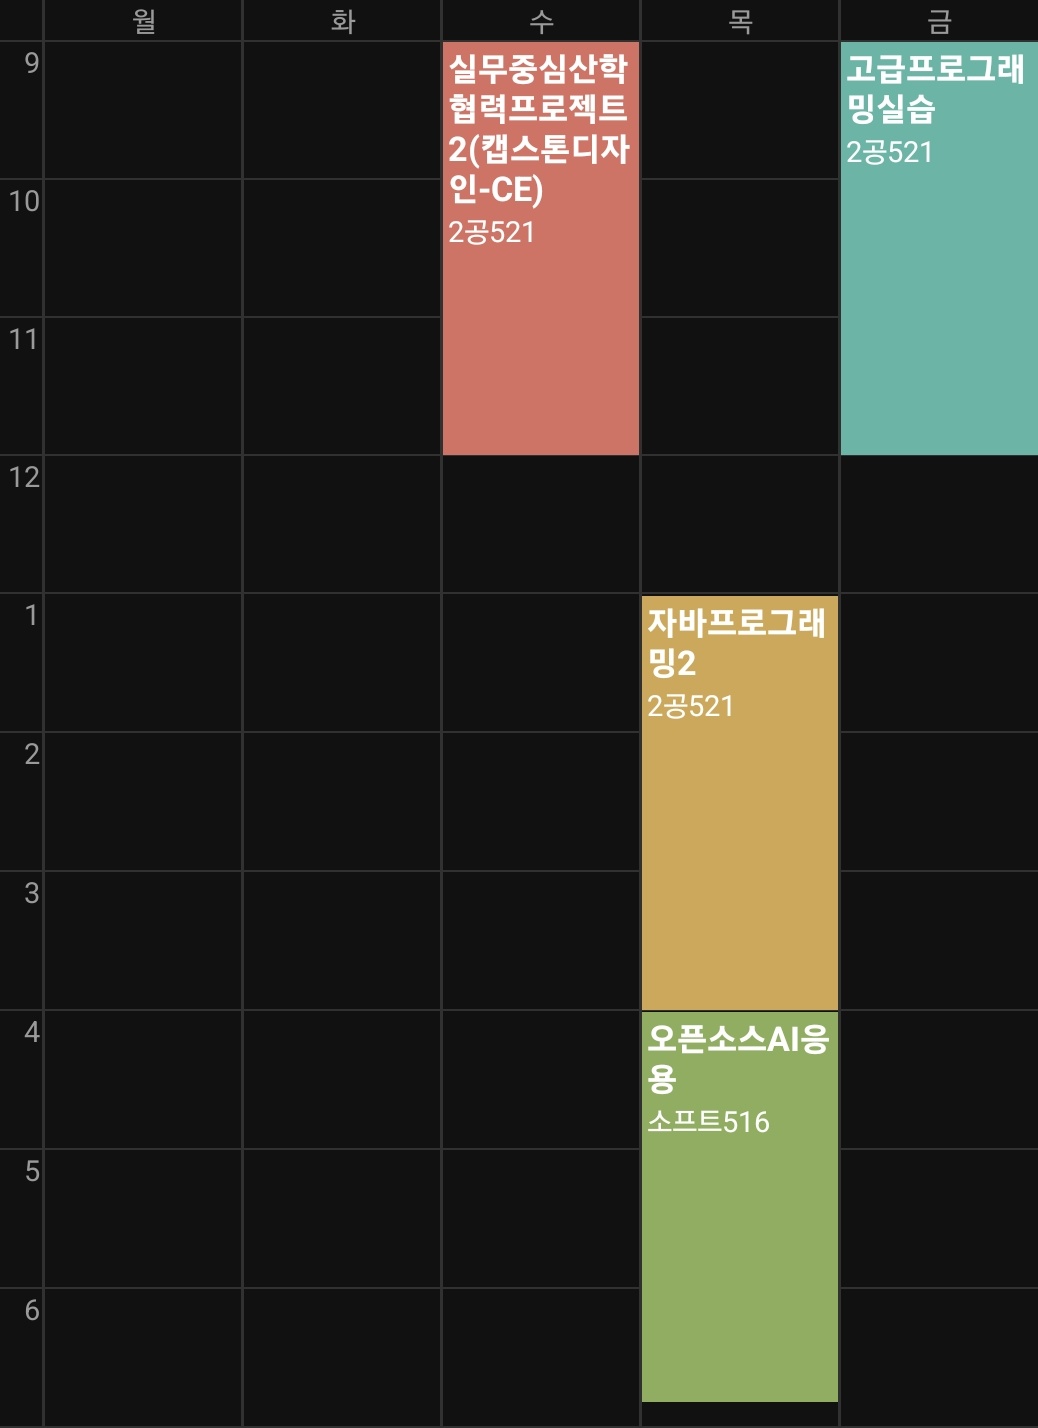 월
화
수
목
금
9
10
11
12
1
2
3
4
5
6
실무중심산학
협력프로젝트
2(캡스톤디자
인-CE)
2공521
자바프로그래
밍2
2공521
오픈소스AI응
용
소프트516
고급프로그래
밍실습
2공521